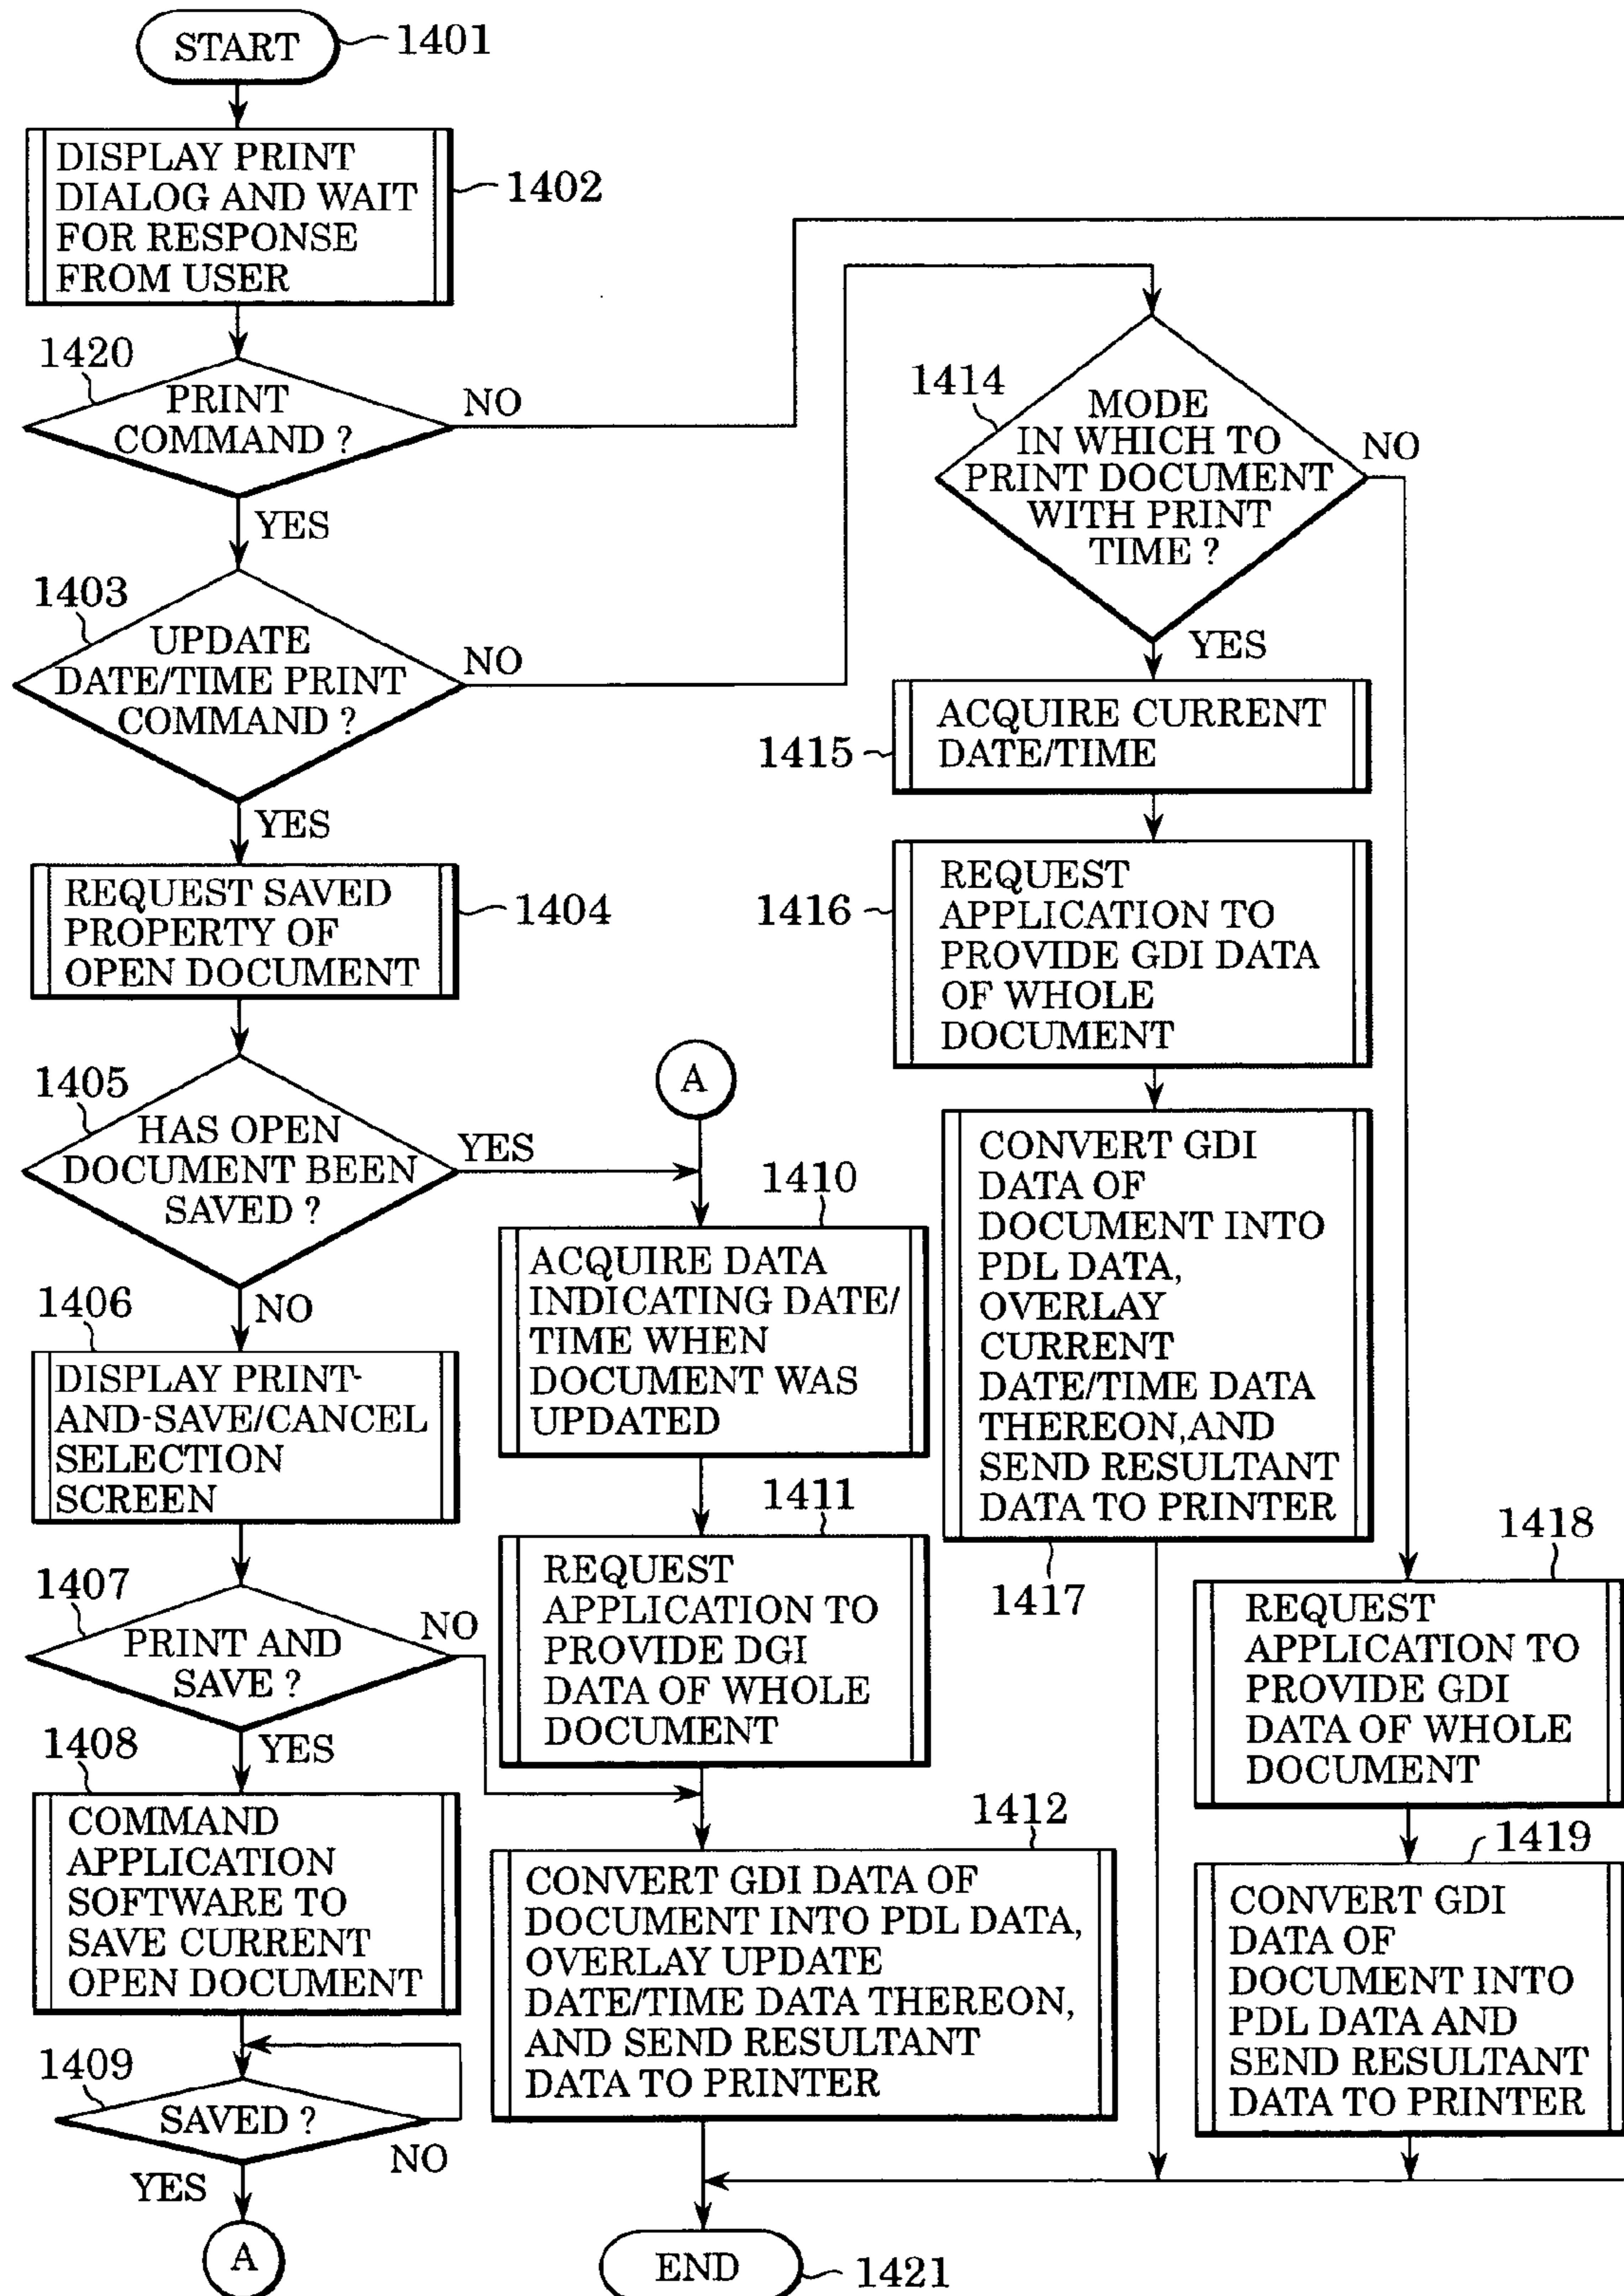 START
1401
DISPLAY PRINT
DIALOG AND WAIT
FOR RESPONSE
FROM USER
1402
1420
PRINT
COMMAND ?
NO
YES
1403
UPDATE
DATE/TIME PRINT
COMMAND ?
NO
YES
REQUEST SAVED
PROPERTY OF
OPEN DOCUMENT
1404
1405
HAS OPEN
DOCUMENT BEEN
SAVED ?
YES
NO
1406
DISPLAY PRINT-
AND-SAVE/CANCEL
SELECTION
SCREEN
1407
PRINT AND
SAVE ?
NO
YES
1408
COMMAND
APPLICATION
SOFTWARE TO
SAVE CURRENT
OPEN DOCUMENT
1409
SAVED ?
NO
YES
A
A
1410
ACQUIRE DATA
INDICATING DATE/
TIME WHEN
DOCUMENT WAS
UPDATED
1411
REQUEST
APPLICATION TO
PROVIDE DGI
DATA OF WHOLE
DOCUMENT
1412
CONVERT GDI DATA OF
DOCUMENT INTO PDL DATA,
OVERLAY UPDATE
DATE/TIME DATA THEREON,
AND SEND RESULTANT
DATA TO PRINTER
END
1421
1414
MODE
IN WHICH TO
PRINT DOCUMENT
WITH PRINT
TIME ?
NO
YES
1415
ACQUIRE CURRENT
DATE/TIME
1416
REQUEST
APPLICATION TO
PROVIDE GDI DATA
OF WHOLE
DOCUMENT
CONVERT GDI
DATA OF
DOCUMENT INTO
PDL DATA,
OVERLAY
CURRENT
DATE/TIME DATA
THEREON,AND
SEND RESULTANT
DATA TO PRINTER
1417
1418
REQUEST
APPLICATION TO
PROVIDE GDI
DATA OF WHOLE
DOCUMENT
1419
CONVERT GDI
DATA OF
DOCUMENT INTO
PDL DATA AND
SEND RESULTANT
DATA TO PRINTER